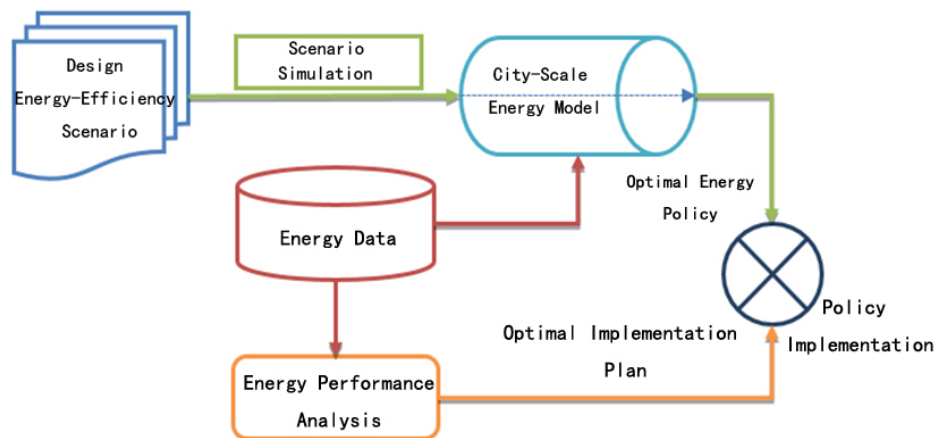 Design
Energy-Efficiency
Scenario
Scenario
Simulation
City-Scale
Energy Model
Optimal Energy
Policy
Energy Data
Policy
Implementation
Optimal Implementation
Plan
Energy Performance
Analysis